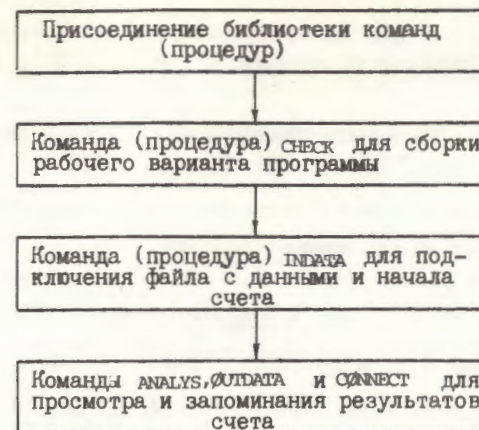 Присоединение библиотеки команд
(процедур)
Команда (процедура) CHECK для сборки
рабочего варианта программы
Команда (процедура) INDATA для под-
ключения файла с данными и начала
счета
Команды ANALYS, ØUTDATA и CØNNECT для
просмотра и запоминания результатов
счета